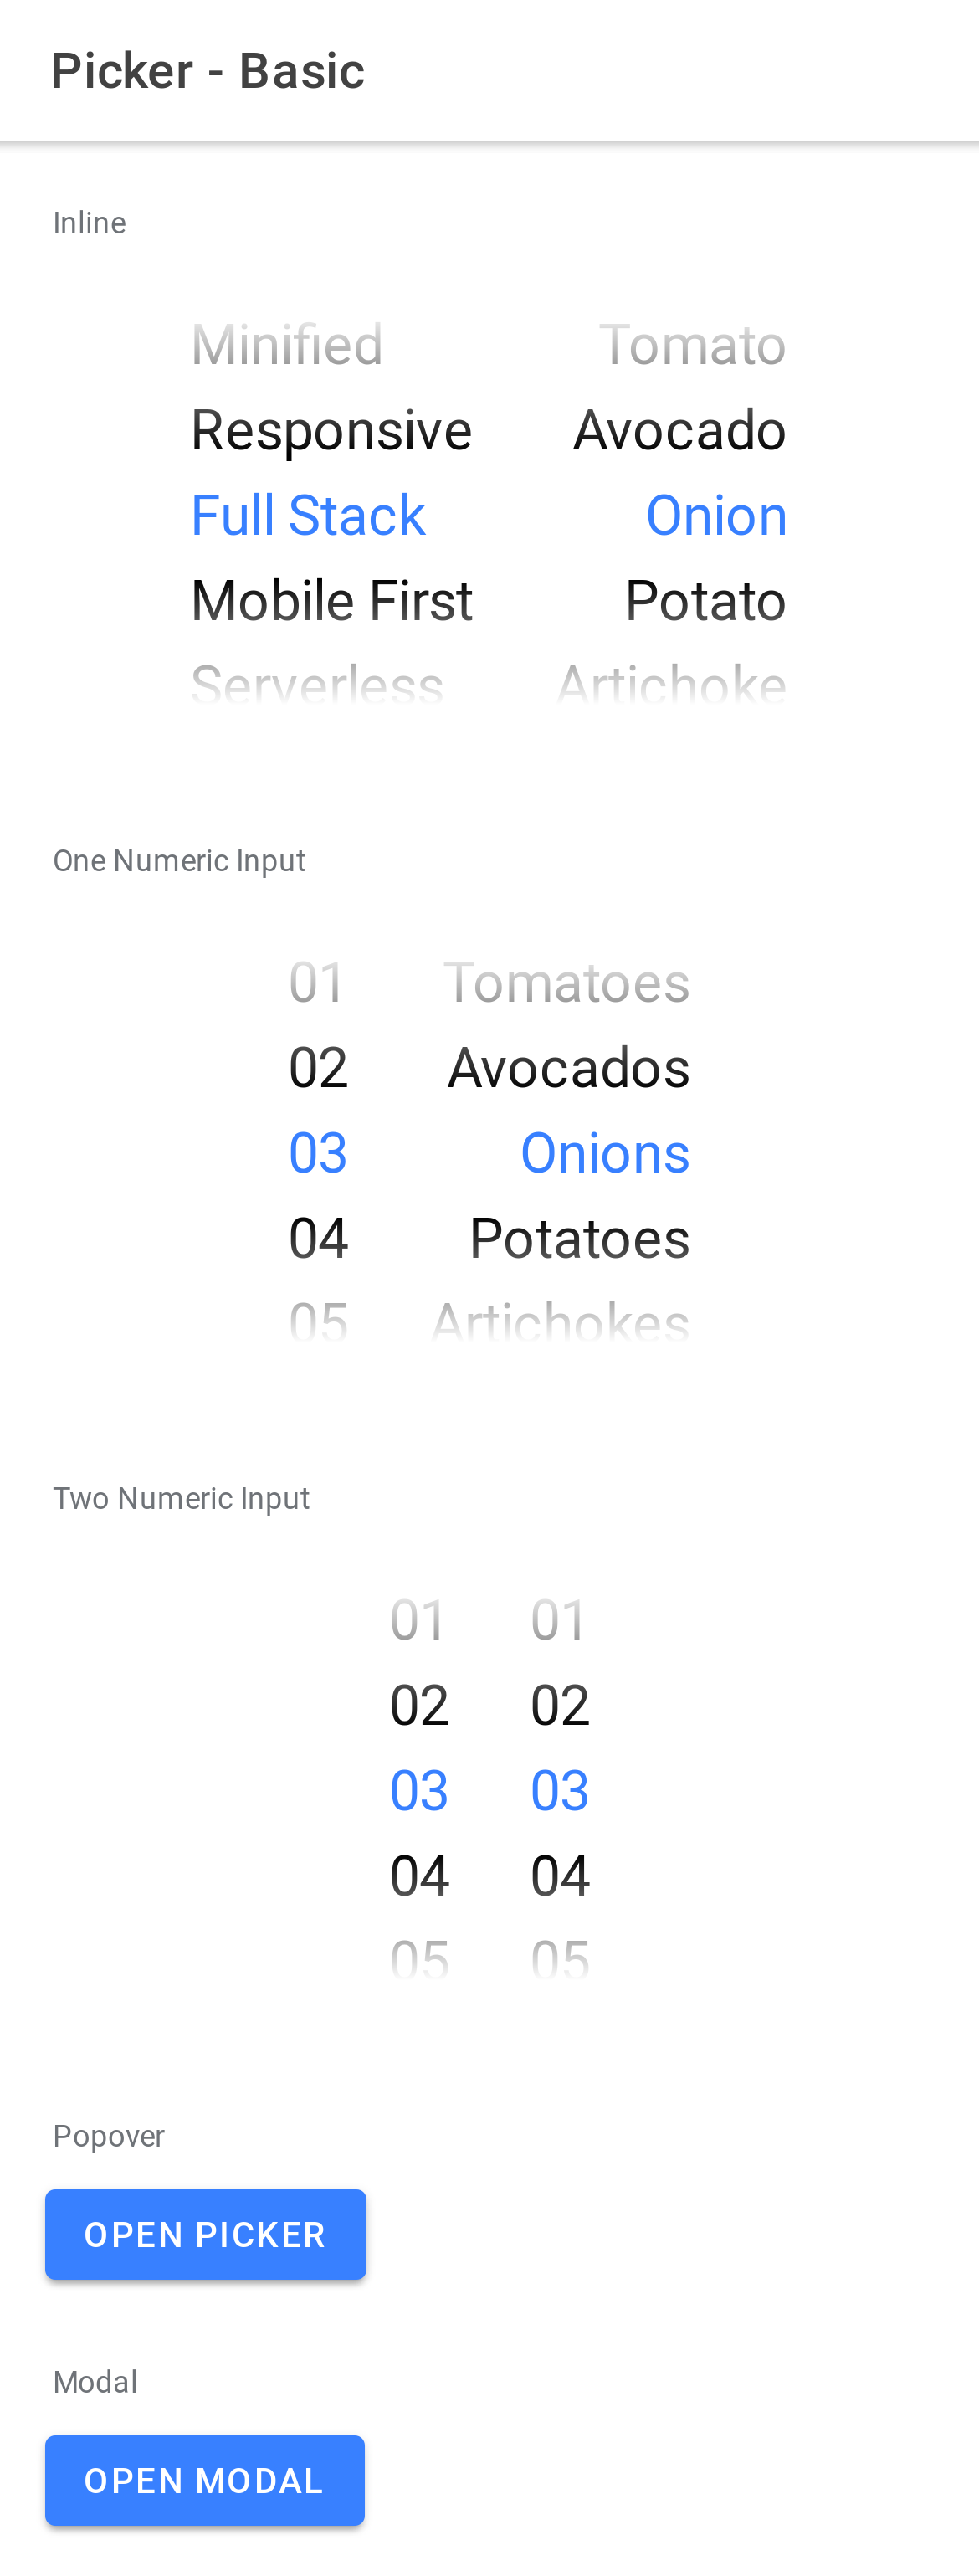 Picker - Basic
Inline
Minified Tomato
Responsive Avocado
Full Stack Onion
Mobile First Potato
Serverless Artichoke
One Numeric Input
01 Tomatoes
02 Avocados
03 Onions
04 Potatoes
05 Artichokes
Two Numeric Input
01 01
02 02
03 03
04 04
05 05
Popover
OPEN PICKER
Modal
OPEN MODAL